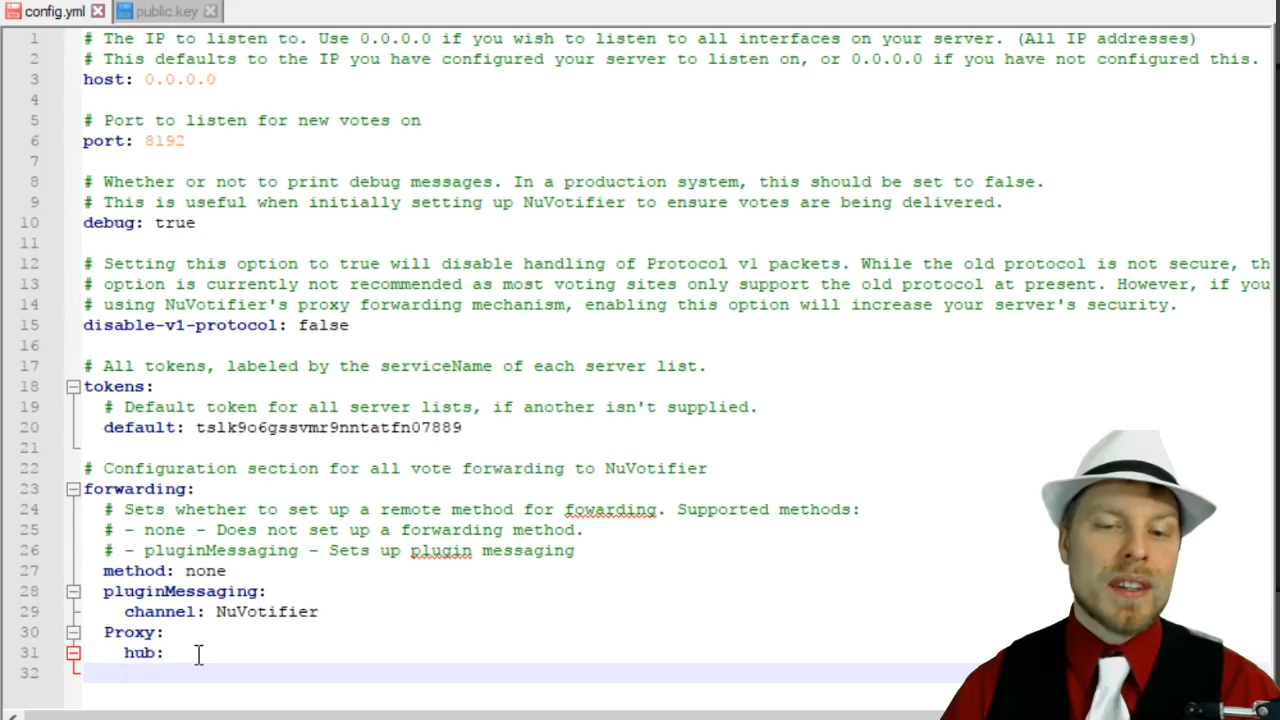 config.yml public.key
1 # The IP to listen to. Use 0.0.0.0 if you wish to listen to all interfaces on your server. (All IP addresses)
2 # This defaults to the IP you have configured your server to listen on, or 0.0.0.0 if you have not configured this.
3 host: 0.0.0.0
4
5 # Port to listen for new votes on
6 port: 8192
7
8 # Whether or not to print debug messages. In a production system, this should be set to false.
9 # This is useful when initially setting up NuVotifier to ensure votes are being delivered.
10 debug: true
11
12 # Setting this option to true will disable handling of Protocol v1 packets. While the old protocol is not secure, th
13 # option is currently not recommended as most voting sites only support the old protocol at present. However, if you
14 # using NuVotifier's proxy forwarding mechanism, enabling this option will increase your server's security.
15 disable-v1-protocol: false
16
17 # All tokens, labeled by the serviceName of each server list.
18 tokens:
19 # Default token for all server lists, if another isn't supplied.
20 default: tslk9o6gssvmr9nntatfn07889
21
22 # Configuration section for all vote forwarding to NuVotifier
23 forwarding:
24 # Sets whether to set up a remote method for fowarding. Supported methods:
25 # - none - Does not set up a forwarding method.
26 # - pluginMessaging - Sets up plugin messaging
27 method: none
28 pluginMessaging:
29 channel: NuVotifier
30 Proxy:
31 hub:
32